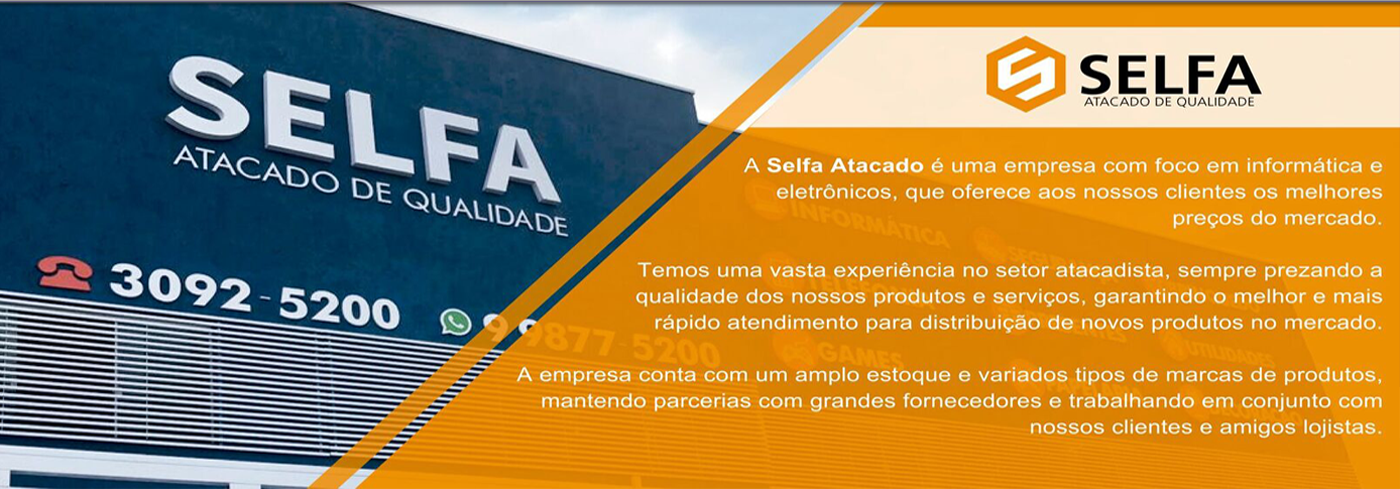 SELFA
ATACADO DE QUALIDADE
3092-5200
9 9877-5200
SELFA
ATACADO DE QUALIDADE
A Selfa Atacado é uma empresa com foco em informática e
eletrônicos, que oferece aos nossos clientes os melhores
preços do mercado.
Temos uma vasta experiência no setor atacadista, sempre prezando a
qualidade dos nossos produtos e serviços, garantindo o melhor e mais
rápido atendimento para distribuição de novos produtos no mercado.
A empresa conta com um amplo estoque e variados tipos de marcas de produtos,
mantendo parcerias com grandes fornecedores e trabalhando em conjunto com
nossos clientes e amigos lojistas.
INFORMÁTICA
GAMES
UTILIDADES